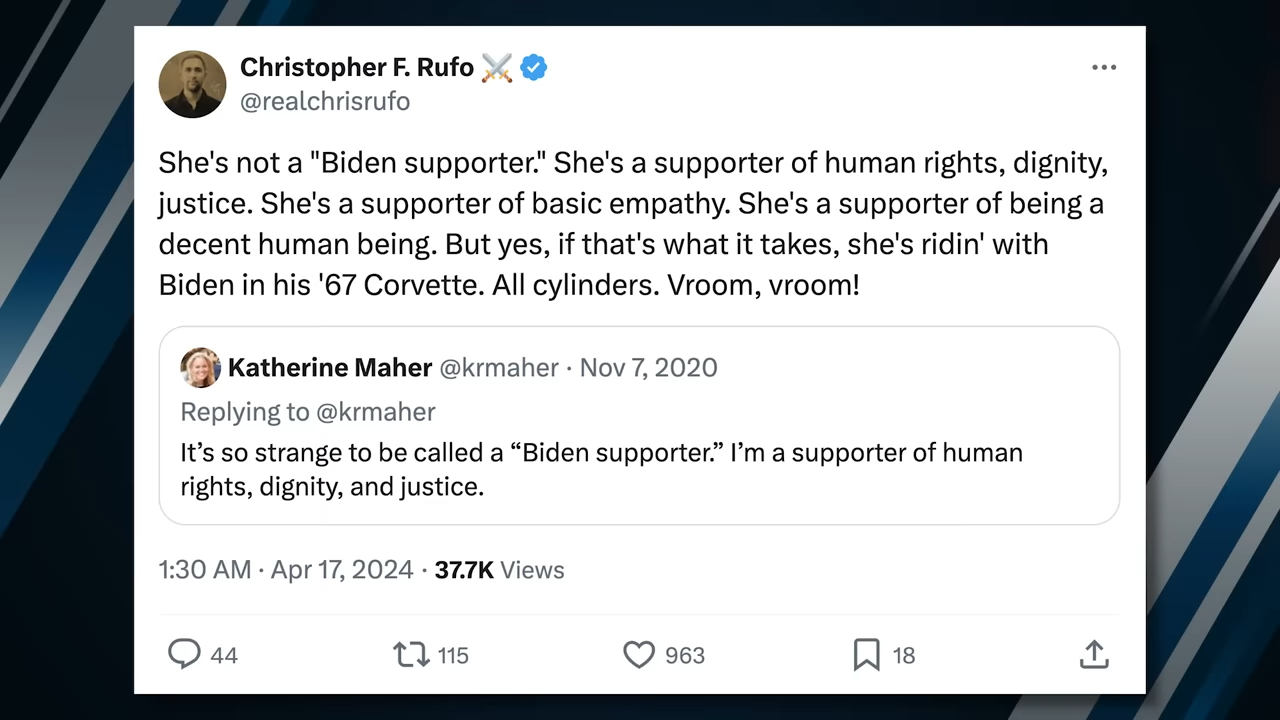 Christopher F. Rufo ⚔️
@realchrisrufo
She's not a "Biden supporter." She's a supporter of human rights, dignity,
justice. She's a supporter of basic empathy. She's a supporter of being a
decent human being. But yes, if that's what it takes, she's ridin' with
Biden in his '67 Corvette. All cylinders. Vroom, vroom!
Katherine Maher @krmaher · Nov 7, 2020
Replying to @krmaher
It’s so strange to be called a “Biden supporter.” I’m a supporter of human
rights, dignity, and justice.
1:30 AM · Apr 17, 2024 · 37.7K Views
44 115 963 18